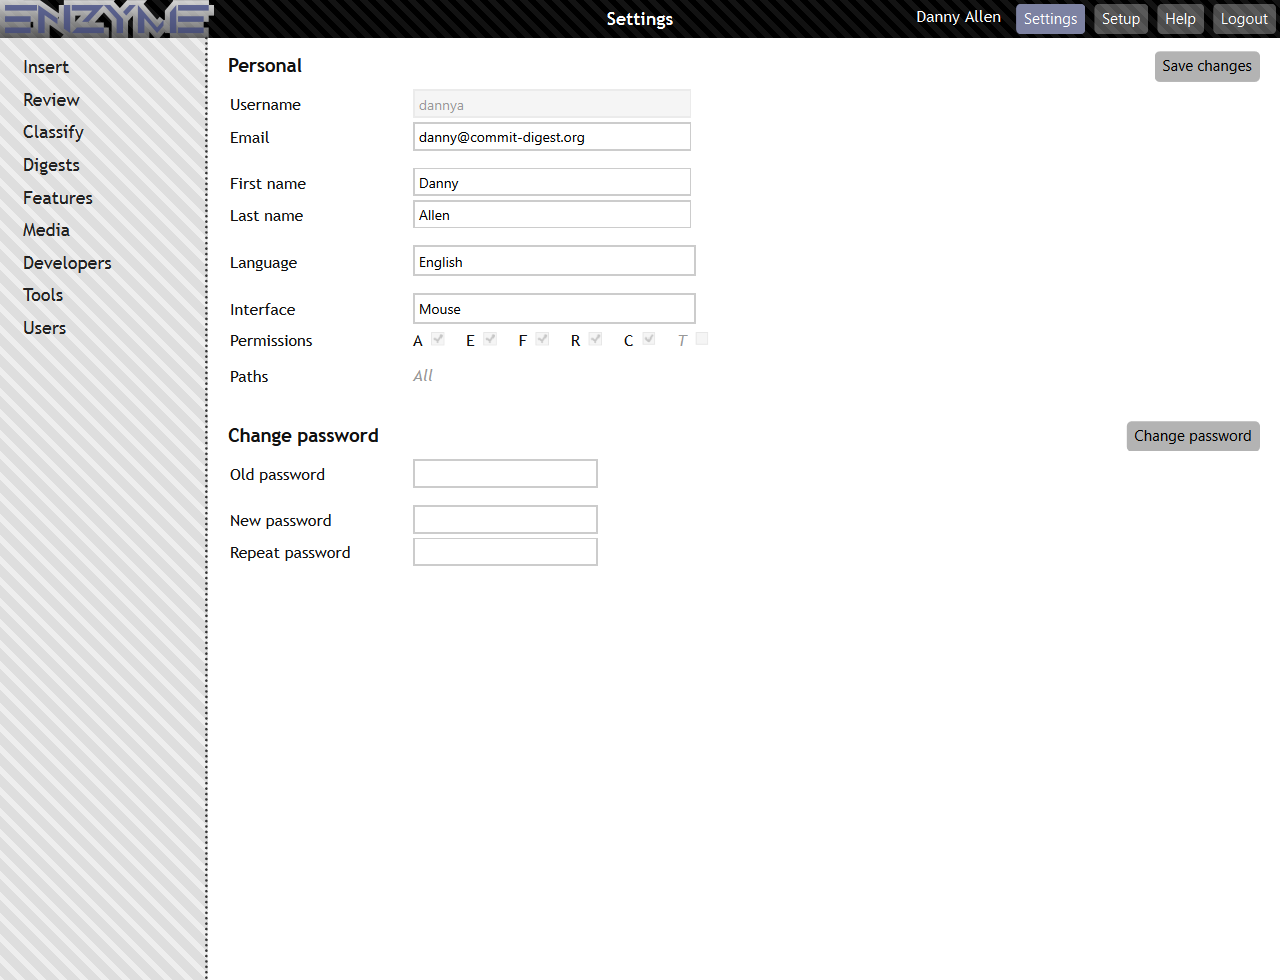 ENZYME
Settings
Danny Allen Settings Setup Help Logout
Insert
Review
Classify
Digests
Features
Media
Developers
Tools
Users
Personal
Save changes
Username dannya
Email danny@commit-digest.org
First name Danny
Last name Allen
Language English
Interface Mouse
Permissions A E F R C T
Paths All
Change password
Change password
Old password
New password
Repeat password